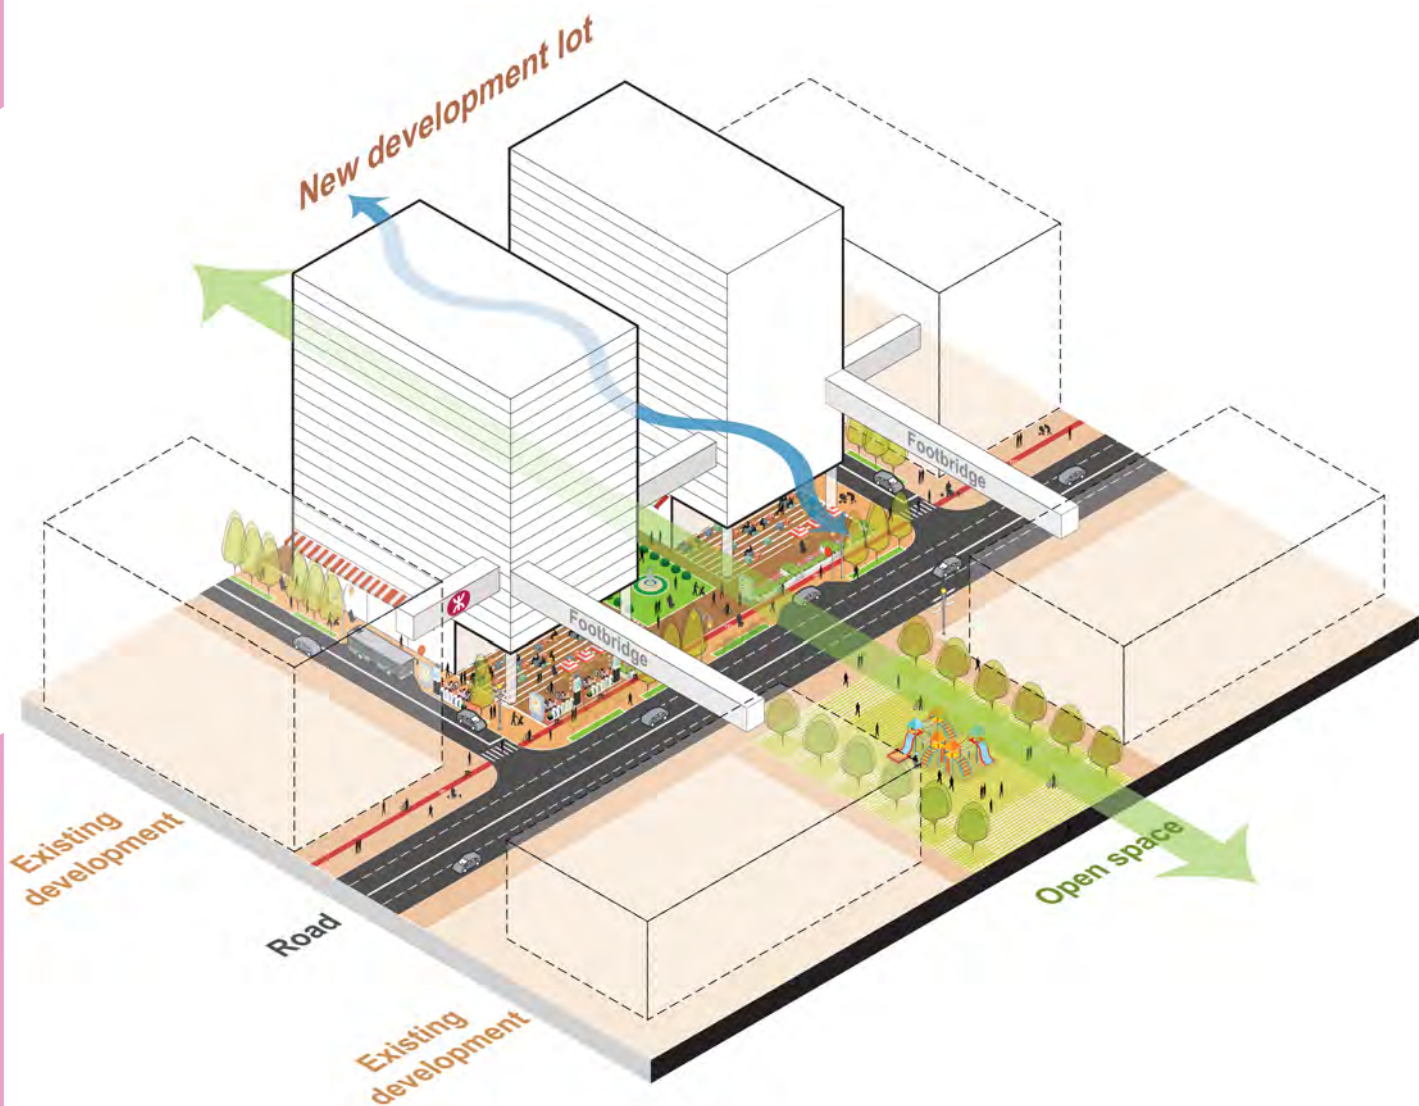 New development lot
Footbridge
Footbridge
Existing
development
Open space
Road
Existing
development